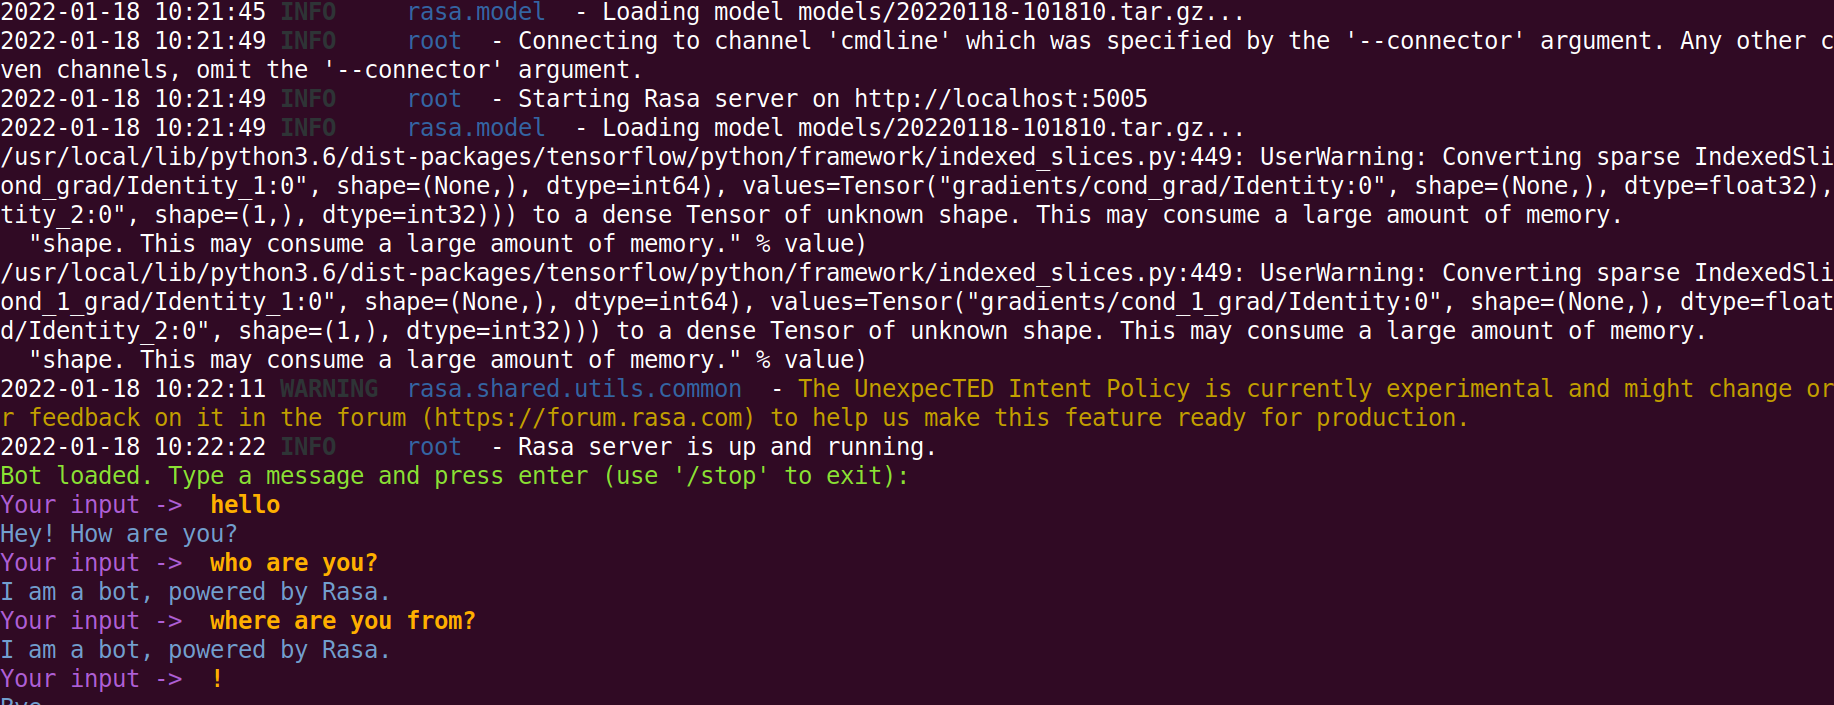 2022-01-18 10:21:45 INFO     rasa.model  - Loading model models/20220118-101810.tar.gz...
2022-01-18 10:21:49 INFO     root  - Connecting to channel 'cmdline' which was specified by the '--connector' argument. Any other c
ven channels, omit the '--connector' argument.
2022-01-18 10:21:49 INFO     root  - Starting Rasa server on http://localhost:5005
2022-01-18 10:21:49 INFO     rasa.model  - Loading model models/20220118-101810.tar.gz...
/usr/local/lib/python3.6/dist-packages/tensorflow/python/framework/indexed_slices.py:449: UserWarning: Converting sparse IndexedSli
ond_grad/Identity_1:0", shape=(None,), dtype=int64), values=Tensor("gradients/cond_grad/Identity:0", shape=(None,), dtype=float32),
tity_2:0", shape=(1,), dtype=int32))) to a dense Tensor of unknown shape. This may consume a large amount of memory.
  "shape. This may consume a large amount of memory." % value)
/usr/local/lib/python3.6/dist-packages/tensorflow/python/framework/indexed_slices.py:449: UserWarning: Converting sparse IndexedSli
ond_1_grad/Identity_1:0", shape=(None,), dtype=int64), values=Tensor("gradients/cond_1_grad/Identity:0", shape=(None,), dtype=float
d/Identity_2:0", shape=(1,), dtype=int32))) to a dense Tensor of unknown shape. This may consume a large amount of memory.
  "shape. This may consume a large amount of memory." % value)
2022-01-18 10:22:11 WARNING  rasa.shared.utils.common  - The UnexpecTED Intent Policy is currently experimental and might change or
r feedback on it in the forum (https://forum.rasa.com) to help us make this feature ready for production.
2022-01-18 10:22:22 INFO     root  - Rasa server is up and running.
Bot loaded. Type a message and press enter (use '/stop' to exit):
Your input ->  hello
Hey! How are you?
Your input ->  who are you?
I am a bot, powered by Rasa.
Your input ->  where are you from?
I am a bot, powered by Rasa.
Your input ->  !